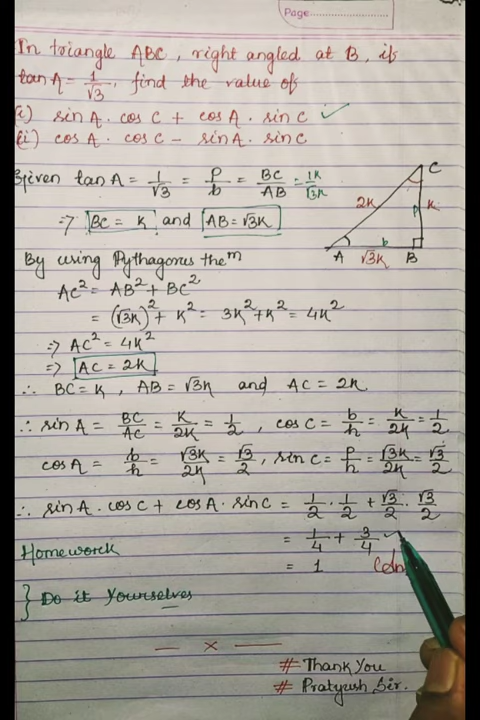 Page
In triangle ABC, right angled at B, if
tan A = 1/√3, find the value of
(i) sin A · cos C + cos A · sin C ✓
(ii) cos A · cos C − sin A · sin C
Given tan A = 1/√3 = P/b = BC/AB = 1K/√3K
=> BC = K and AB = √3K
C
2K
P
K
b
A √3K B
By using Pythagorus the^m
AC² = AB² + BC²
= (√3K)² + K² = 3K² + K² = 4K²
=> AC² = 4K²
=> AC = 2K
∴ BC = K, AB = √3K and AC = 2K
∴ sin A = BC/AC = K/2K = 1/2, cos C = b/h = K/2K = 1/2
cos A = b/h = √3K/2K = √3/2, sin C = P/h = √3K/2K = √3/2
∴ sin A · cos C + cos A · sin C = 1/2 · 1/2 + √3/2 · √3/2
= 1/4 + 3/4
Homework
= 1
} Do it Yourselves
— × —
# Thank You
# Pratyush Sir.